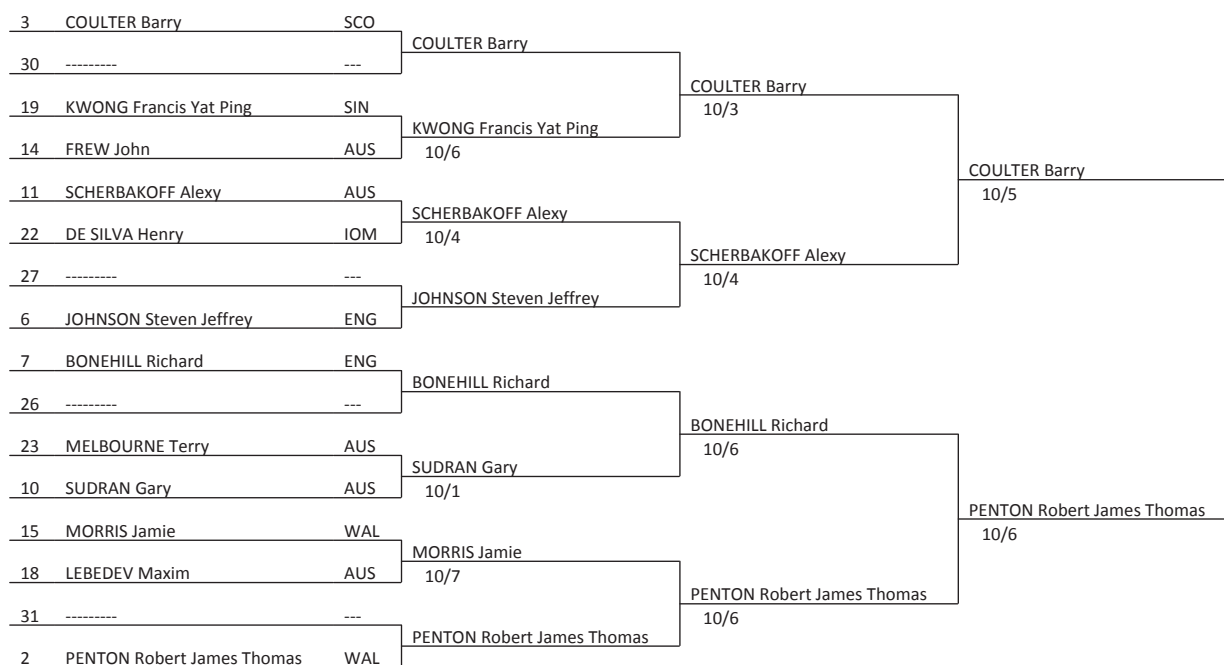 3 COULTER Barry SCO
30 --------- ---
19 KWONG Francis Yat Ping SIN
14 FREW John AUS
11 SCHERBAKOFF Alexy AUS
22 DE SILVA Henry IOM
27 --------- ---
6 JOHNSON Steven Jeffrey ENG
7 BONEHILL Richard ENG
26 --------- ---
23 MELBOURNE Terry AUS
10 SUDRAN Gary AUS
15 MORRIS Jamie WAL
18 LEBEDEV Maxim AUS
31 --------- ---
2 PENTON Robert James Thomas WAL
COULTER Barry
KWONG Francis Yat Ping
10/6
SCHERBAKOFF Alexy
10/4
JOHNSON Steven Jeffrey
BONEHILL Richard
SUDRAN Gary
10/1
MORRIS Jamie
10/7
PENTON Robert James Thomas
COULTER Barry
10/3
SCHERBAKOFF Alexy
10/4
BONEHILL Richard
10/6
PENTON Robert James Thomas
10/6
COULTER Barry
10/5
PENTON Robert James Thomas
10/6